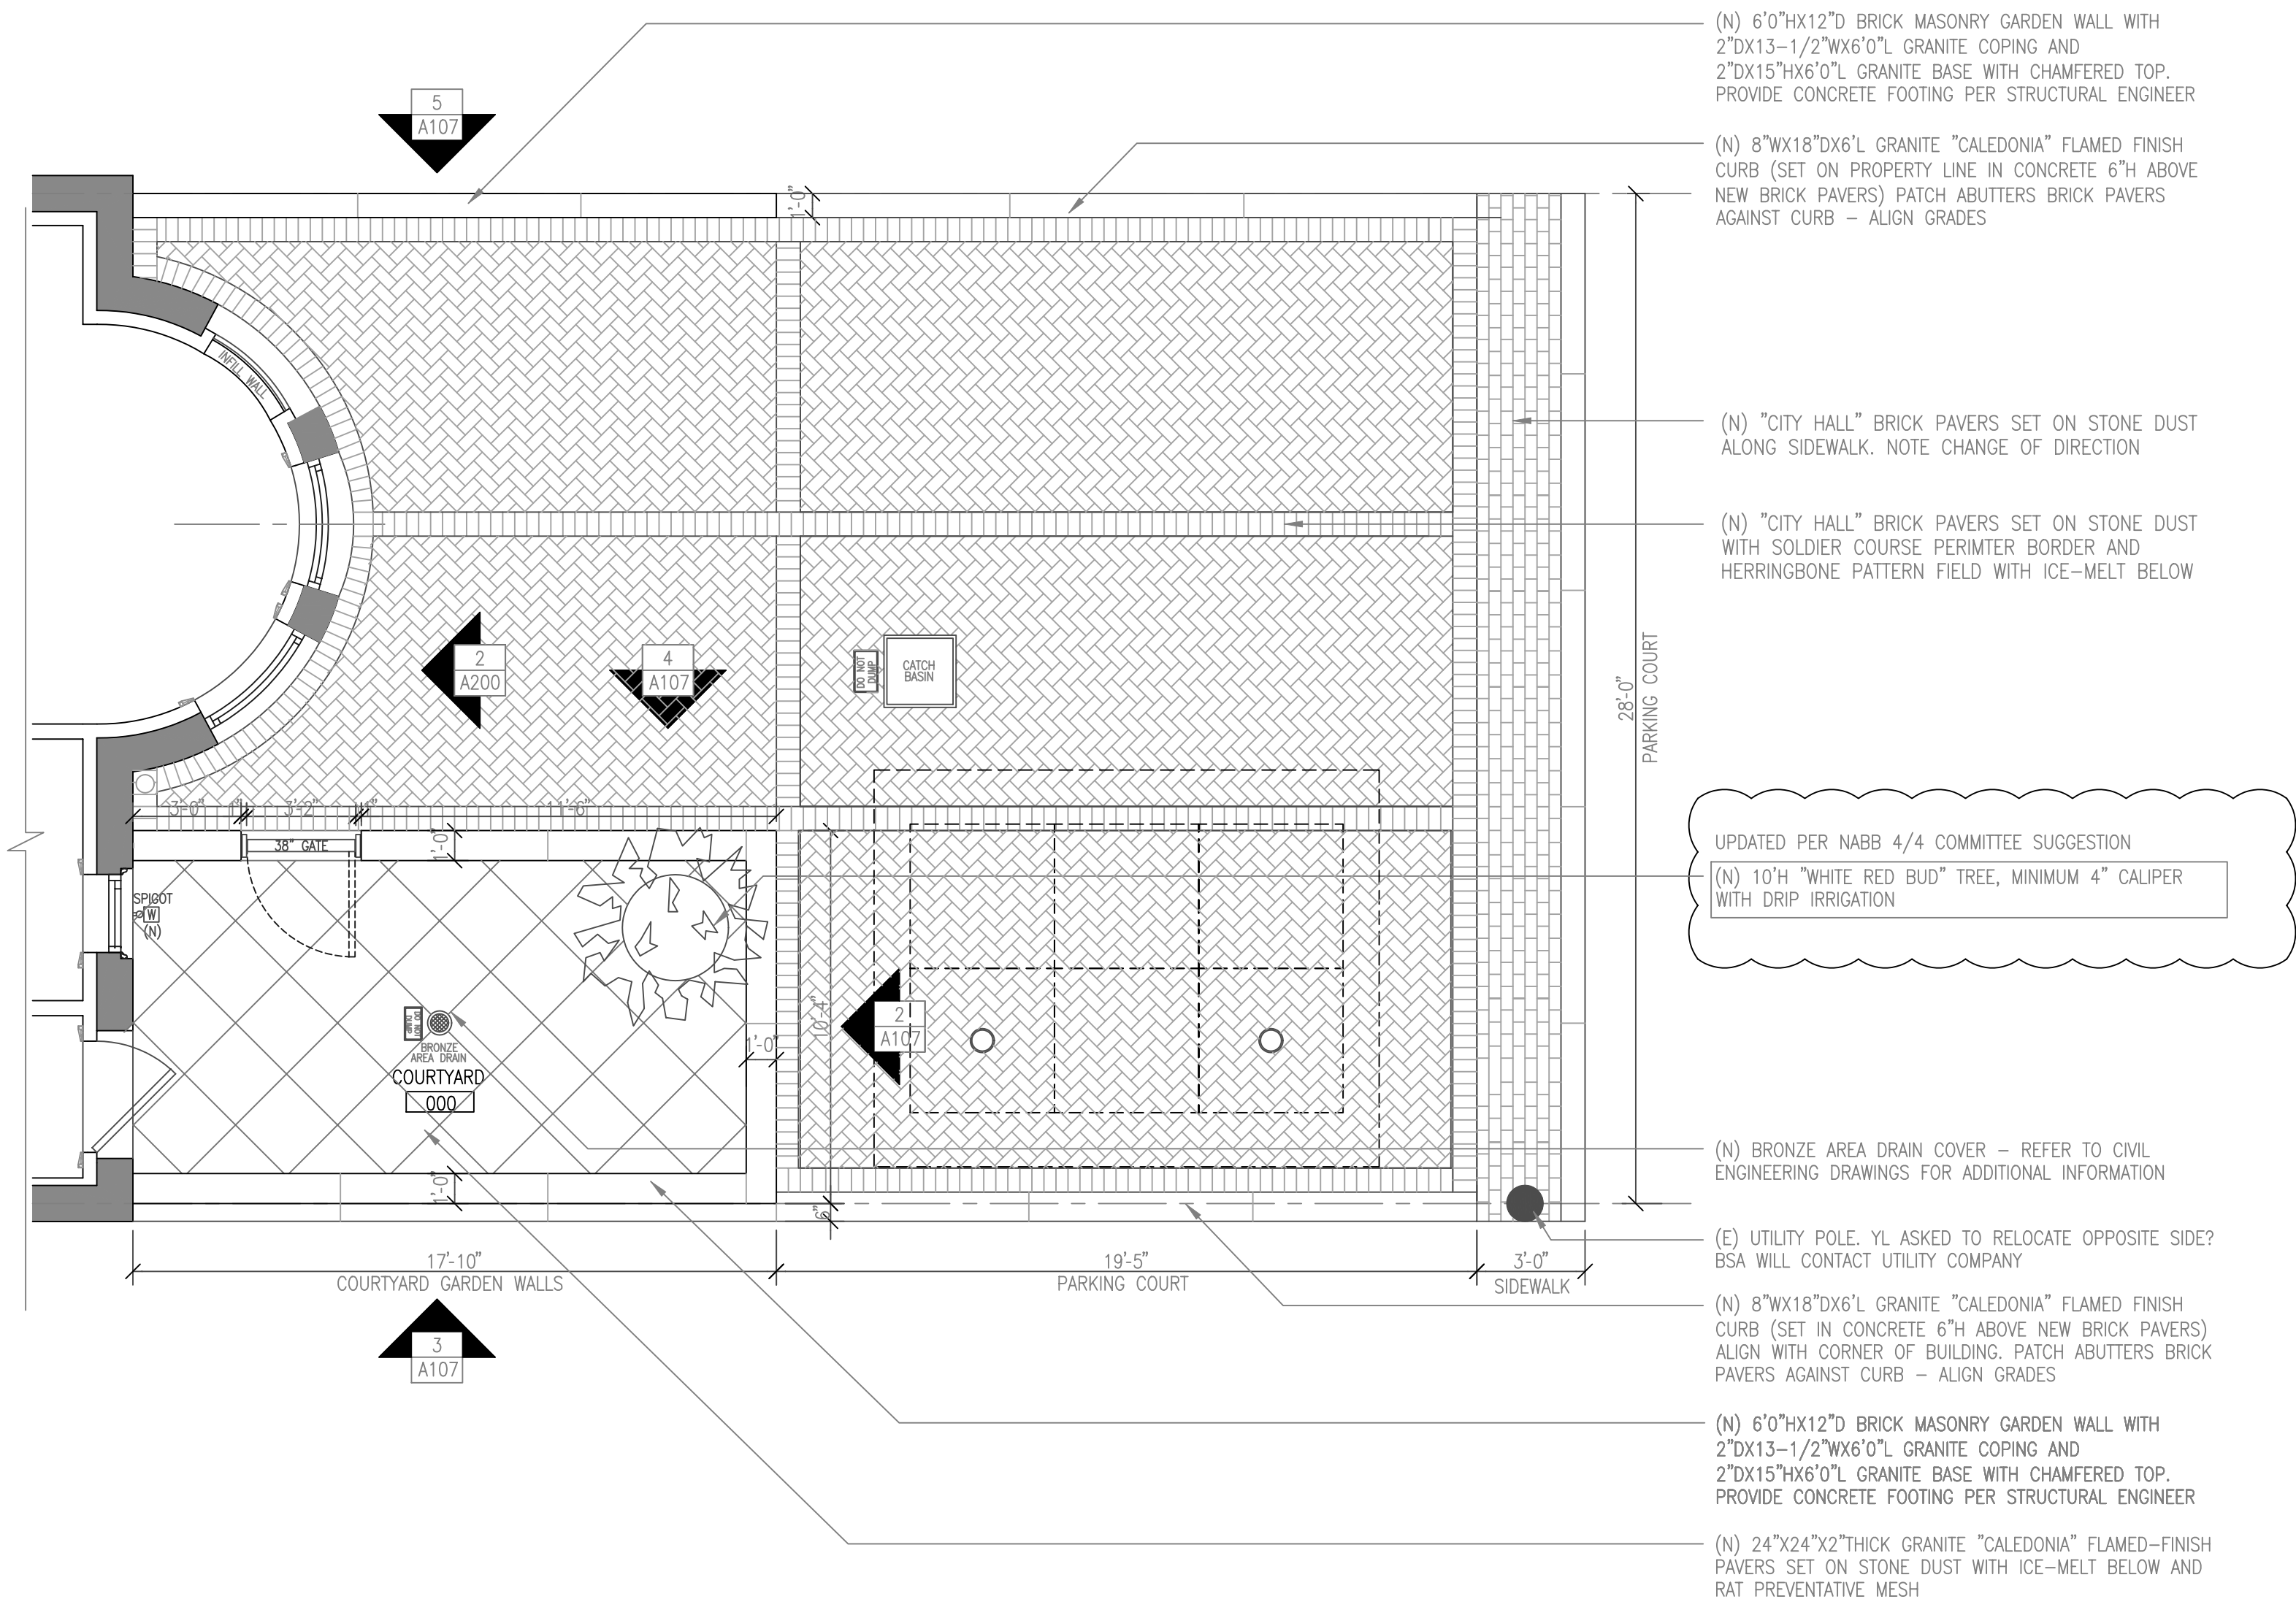 (N) 6'0"HX12"D BRICK MASONRY GARDEN WALL WITH
2"DX13-1/2"WX6'0"L GRANITE COPING AND
2"DX15"HX6'0"L GRANITE BASE WITH CHAMFERED TOP.
PROVIDE CONCRETE FOOTING PER STRUCTURAL ENGINEER
5
A107
(N) 8"WX18"DX6'L GRANITE "CALEDONIA" FLAMED FINISH
CURB (SET ON PROPERTY LINE IN CONCRETE 6"H ABOVE
NEW BRICK PAVERS) PATCH ABUTTERS BRICK PAVERS
AGAINST CURB – ALIGN GRADES
1'-0"
INFILL WALL
(N) "CITY HALL" BRICK PAVERS SET ON STONE DUST
ALONG SIDEWALK. NOTE CHANGE OF DIRECTION
(N) "CITY HALL" BRICK PAVERS SET ON STONE DUST
WITH SOLDIER COURSE PERIMTER BORDER AND
HERRINGBONE PATTERN FIELD WITH ICE-MELT BELOW
2
A200
4
A107
DO NOT
DUMP
CATCH
BASIN
28'-0"
PARKING COURT
3'-0"
3'-2"
11'-8"
1'-0"
38" GATE
UPDATED PER NABB 4/4 COMMITTEE SUGGESTION
(N) 10'H "WHITE RED BUD" TREE, MINIMUM 4" CALIPER
WITH DRIP IRRIGATION
SPIGOT
W
(N)
DO NOT
DUMP
BRONZE
AREA DRAIN
COURTYARD
000
1'-0"
10'-4"
2
A107
(N) BRONZE AREA DRAIN COVER – REFER TO CIVIL
ENGINEERING DRAWINGS FOR ADDITIONAL INFORMATION
1'-0"
6"
(E) UTILITY POLE. YL ASKED TO RELOCATE OPPOSITE SIDE?
BSA WILL CONTACT UTILITY COMPANY
17'-10"
COURTYARD GARDEN WALLS
19'-5"
PARKING COURT
3'-0"
SIDEWALK
(N) 8"WX18"DX6'L GRANITE "CALEDONIA" FLAMED FINISH
CURB (SET IN CONCRETE 6"H ABOVE NEW BRICK PAVERS)
ALIGN WITH CORNER OF BUILDING. PATCH ABUTTERS BRICK
PAVERS AGAINST CURB – ALIGN GRADES
3
A107
(N) 6'0"HX12"D BRICK MASONRY GARDEN WALL WITH
2"DX13-1/2"WX6'0"L GRANITE COPING AND
2"DX15"HX6'0"L GRANITE BASE WITH CHAMFERED TOP.
PROVIDE CONCRETE FOOTING PER STRUCTURAL ENGINEER
(N) 24"X24"X2"THICK GRANITE "CALEDONIA" FLAMED-FINISH
PAVERS SET ON STONE DUST WITH ICE-MELT BELOW AND
RAT PREVENTATIVE MESH